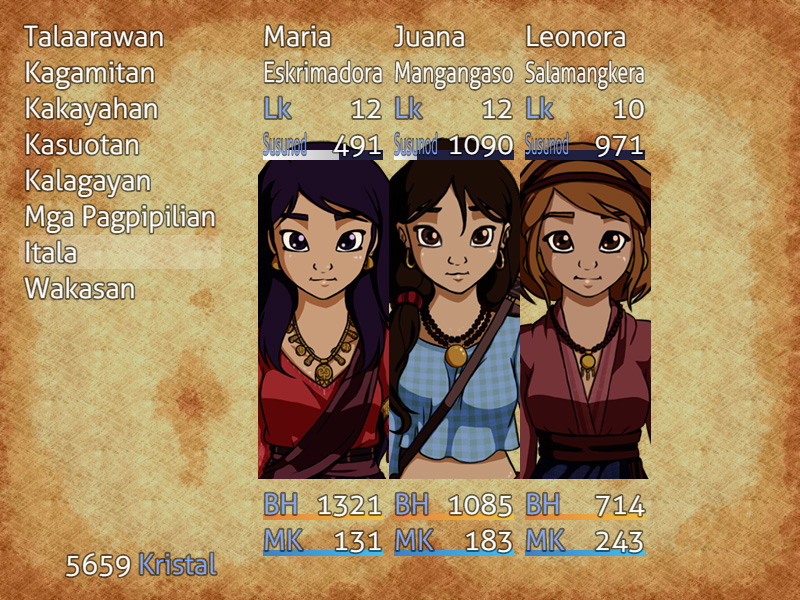 Talaarawan
Kagamitan
Kakayahan
Kasuotan
Kalagayan
Mga Pagpipilian
Itala
Wakasan
Maria Juana Leonora
Eskrimadora Mangangaso Salamangkera
Lk 12 Lk 12 Lk 10
Susunod 491 Susunod 1090 Susunod 971
BH 1321 BH 1085 BH 714
MK 131 MK 183 MK 243
5659 Kristal